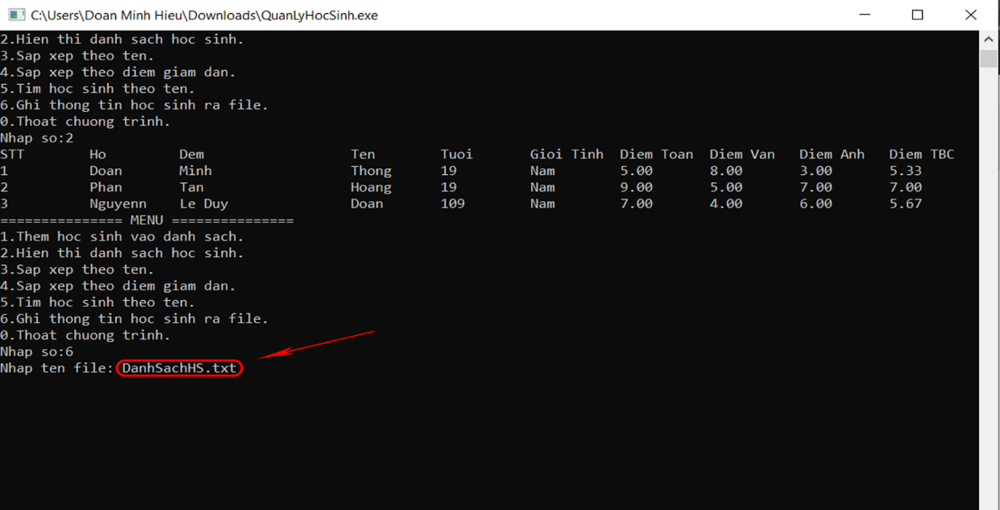 C:\Users\Doan Minh Hieu\Downloads\QuanLyHocSinh.exe
2.Hien thi danh sach hoc sinh.
3.Sap xep theo ten.
4.Sap xep theo diem giam dan.
5.Tim hoc sinh theo ten.
6.Ghi thong tin hoc sinh ra file.
0.Thoat chuong trinh.
Nhap so:2
STT Ho Dem Ten Tuoi Gioi Tinh Diem Toan Diem Van Diem Anh Diem TBC
1 Doan Minh Thong 19 Nam 5.00 8.00 3.00 5.33
2 Phan Tan Hoang 19 Nam 9.00 5.00 7.00 7.00
3 Nguyenn Le Duy Doan 109 Nam 7.00 4.00 6.00 5.67
=============== MENU ===============
1.Them hoc sinh vao danh sach.
2.Hien thi danh sach hoc sinh.
3.Sap xep theo ten.
4.Sap xep theo diem giam dan.
5.Tim hoc sinh theo ten.
6.Ghi thong tin hoc sinh ra file.
0.Thoat chuong trinh.
Nhap so:6
Nhap ten file: DanhSachHS.txt